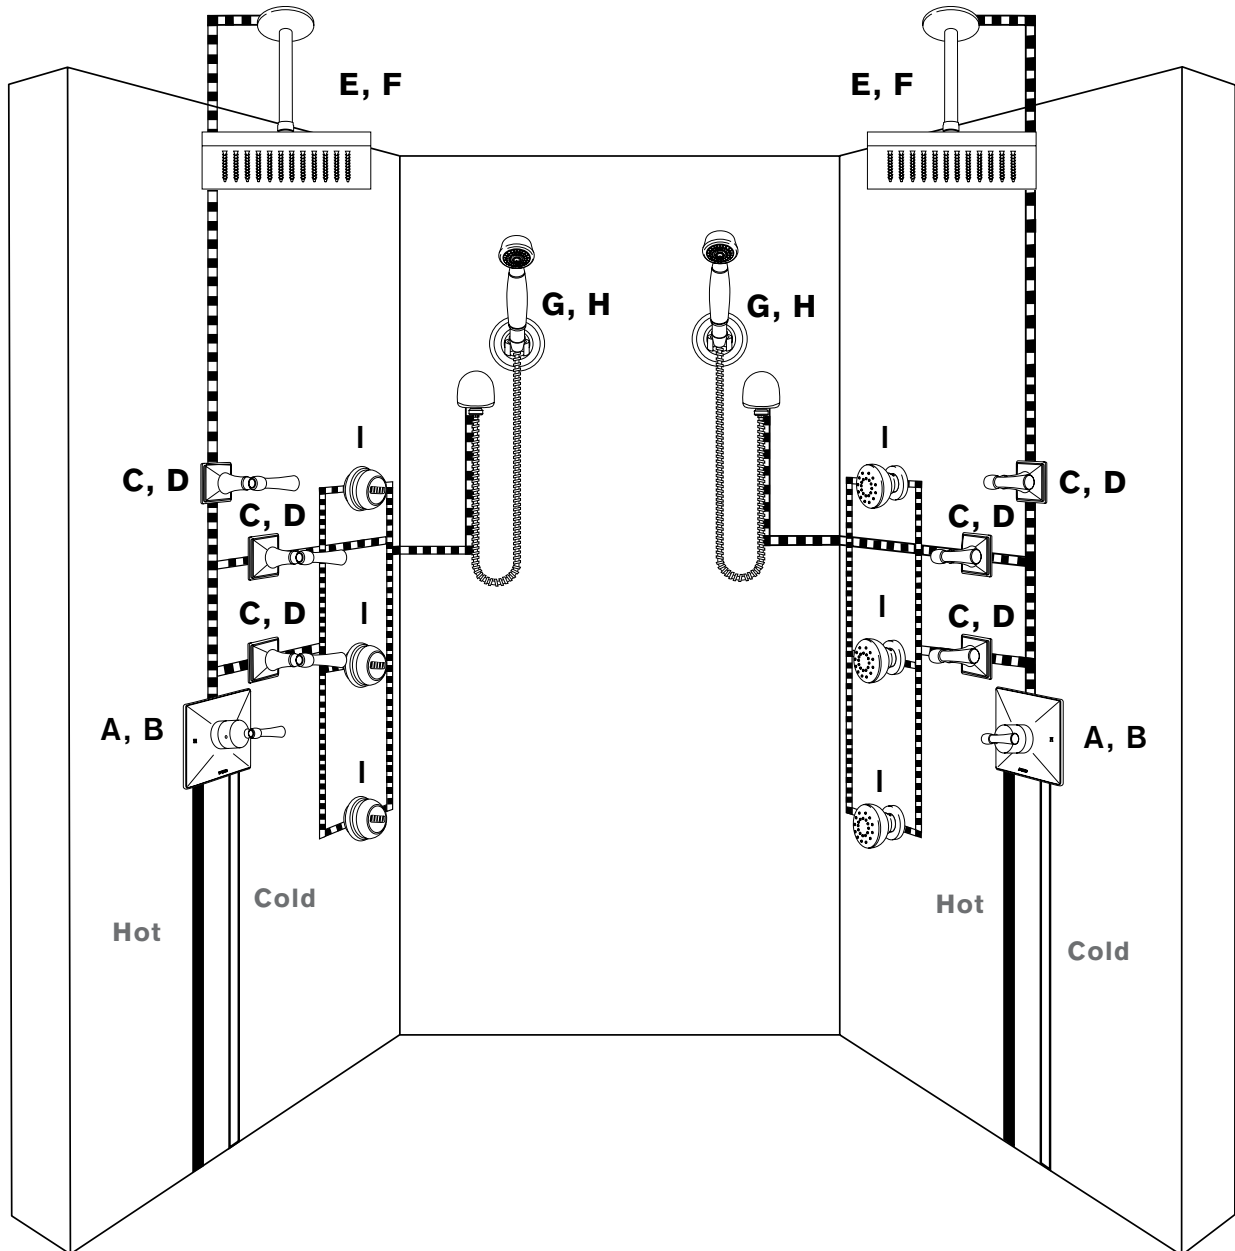 E, F
E, F
G, H
G, H
I
I
C, D
C, D
C, D
C, D
I
I
C, D
C, D
A, B
A, B
I
I
Cold
Hot
Hot
Cold